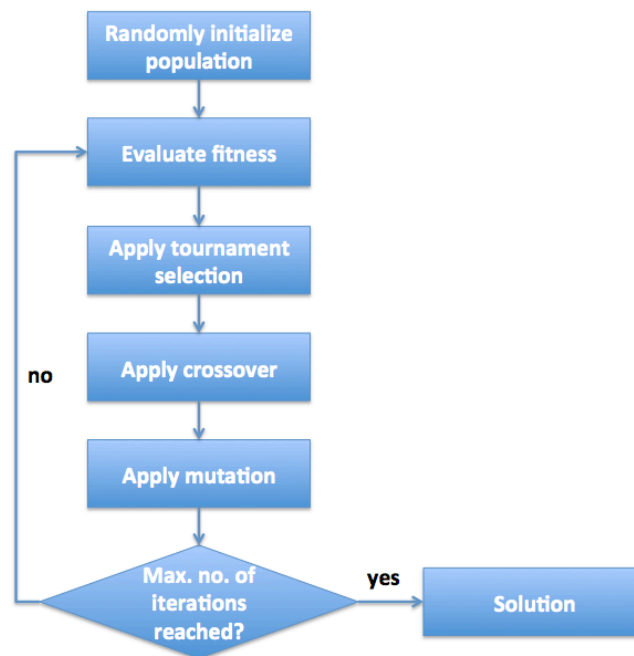 Randomly initialize
population
Evaluate fitness
Apply tournament
selection
Apply crossover
no
Apply mutation
Max. no. of
iterations
reached?
yes
Solution